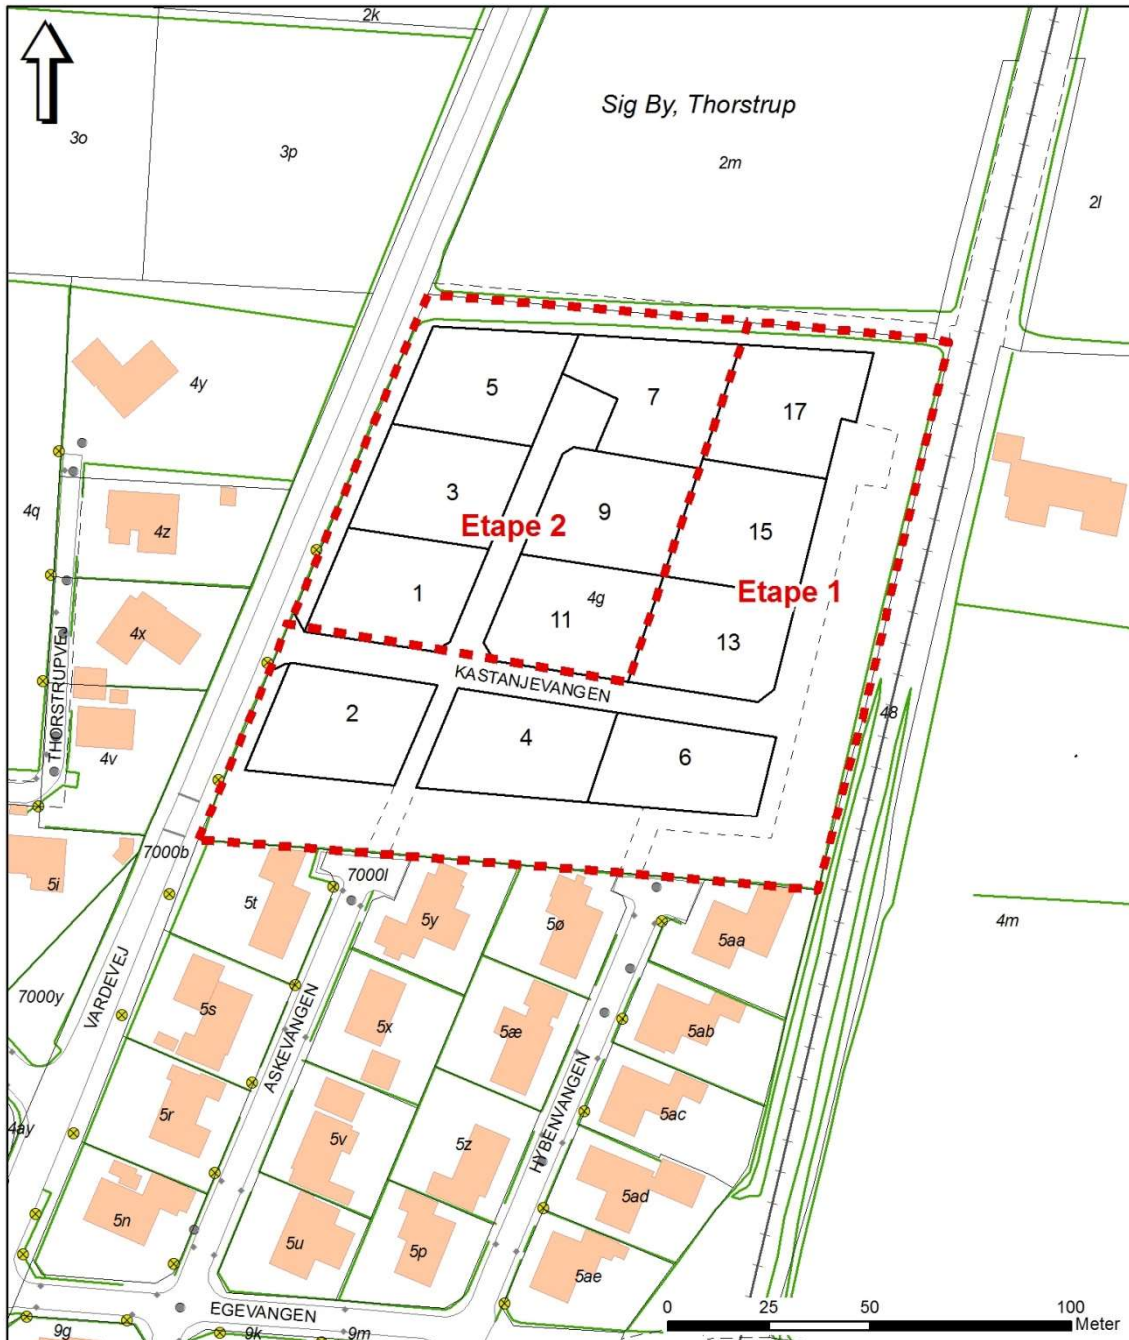 2k
Sig By, Thorstrup
3o
3p
2m
2l
4y
5
7
17
4q
4z
3
9
15
Etape 2
Etape 1
1
11
4g
13
4x
THORSTRUPVEJ
KASTANJEVANGEN
2
4
6
48
4v
7000b
5i
7000l
5t
5y
5ø
5aa
4m
7000y
VARDEVEJ
5s
ASKEVANGEN
5x
5æ
5ab
HYBENVANGEN
4ay
5r
5v
5z
5ac
5n
5u
5p
5ad
5ae
EGEVANGEN
9g
9k
9m
0 25 50 100
Meter